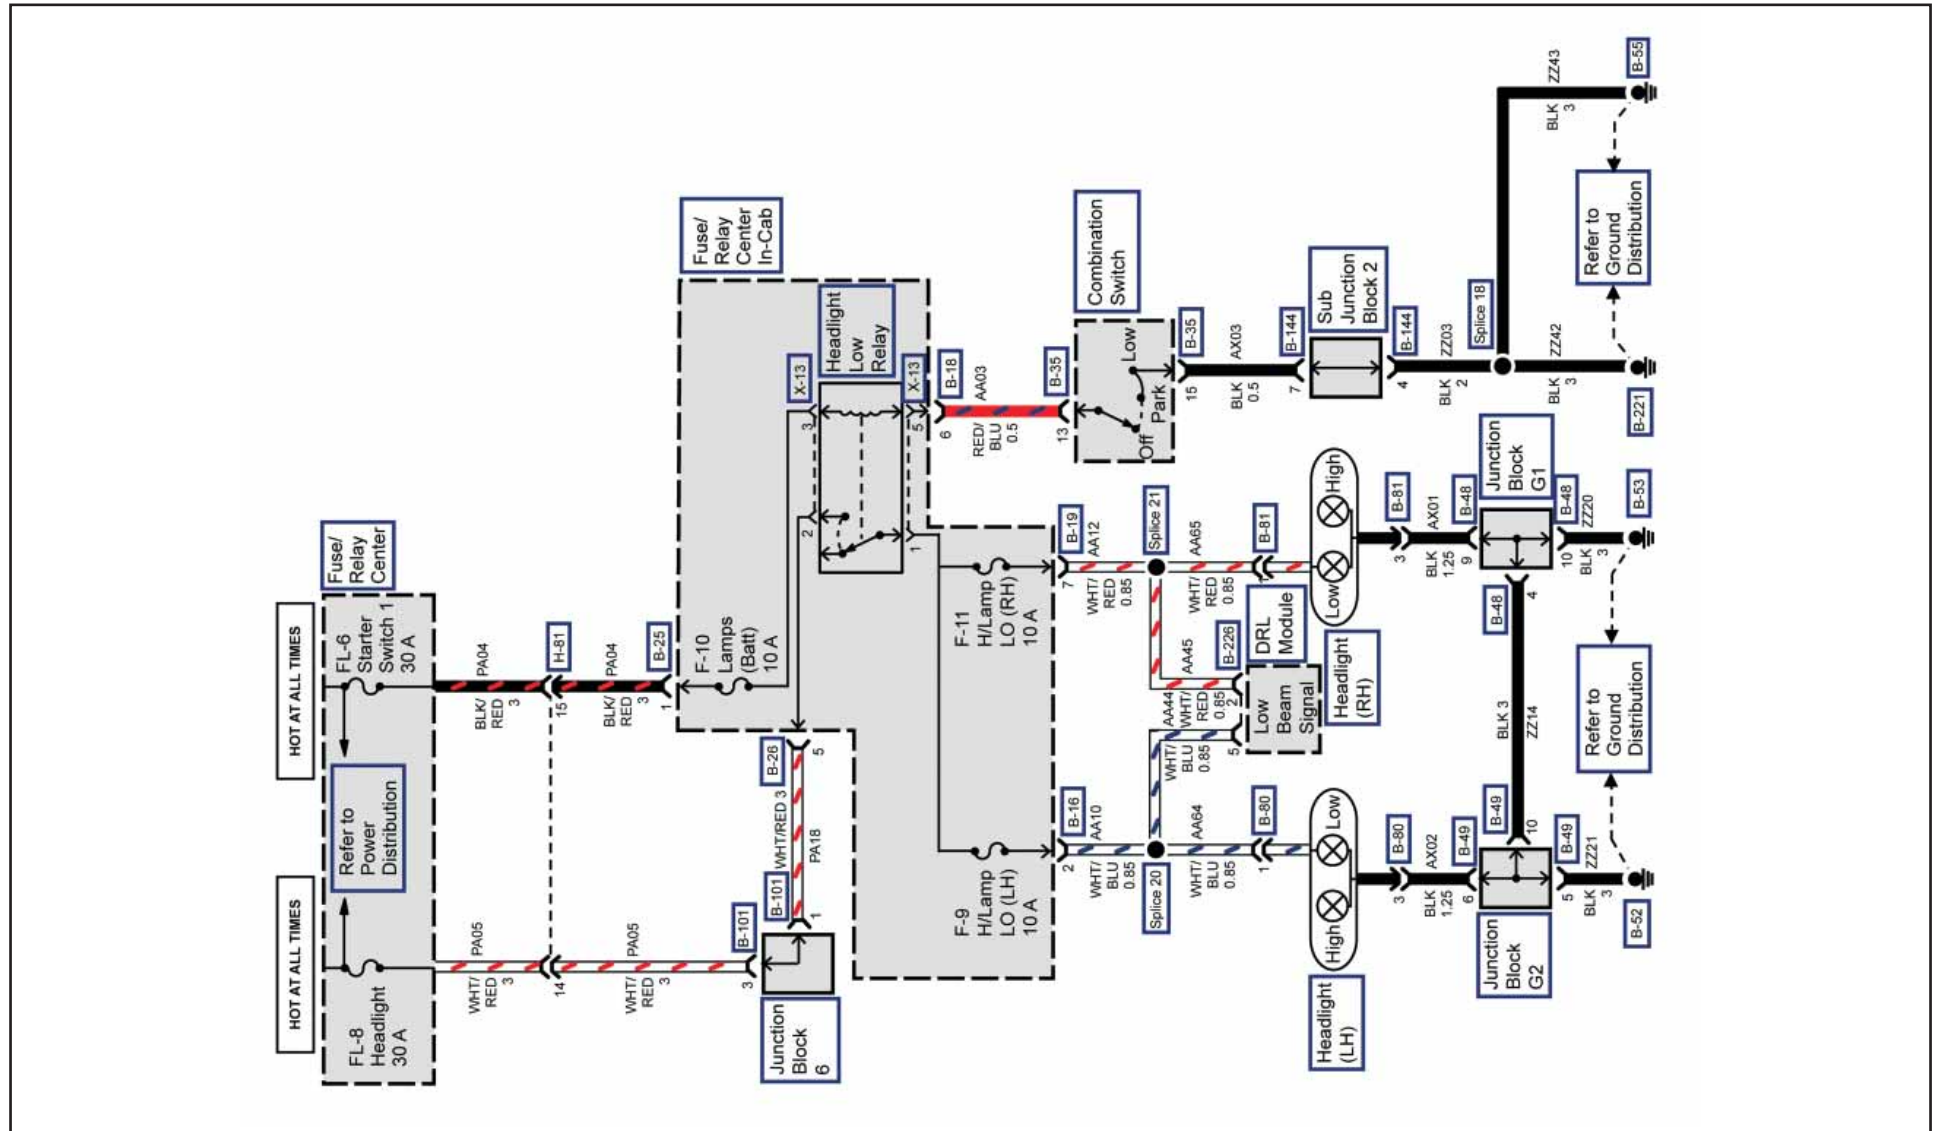 HOT AT ALL TIMES
HOT AT ALL TIMES
FL-8
Headlight
30 A
Refer to
Power
Distribution
FL-6
Starter
Switch 1
30 A
Fuse/
Relay
Center
WHT/
RED
3
PA05
14
WHT/
RED
3
PA05
3
B-101
Junction
Block
6
B-101
1
WHT/RED 3
PA18
B-26
5
BLK/
RED
3
PA04
15
H-81
BLK/
RED
3
PA04
1
B-25
Fuse/
Relay
Center
In-Cab
F-10
Lamps
(Batt)
10 A
X-13
3
2
Headlight
Low
Relay
X-13
5
1
F-9
H/Lamp
LO (LH)
10 A
F-11
H/Lamp
LO (RH)
10 A
6
B-18
RED/
BLU
0.5
AA03
13
B-35
Combination
Switch
Off
Park
Low
15
B-35
BLK
0.5
AX03
7
B-144
Sub
Junction
Block 2
4
B-144
BLK
2
ZZ03
Splice 18
BLK
3
ZZ42
BLK
3
ZZ43
B-221
B-55
Refer to
Ground
Distribution
2
B-16
WHT/
BLU
0.85
AA10
Splice 20
WHT/
BLU
0.85
AA64
1
B-80
WHT/
BLU
0.85
AA44
5
7
B-19
WHT/
RED
0.85
AA12
Splice 21
WHT/
RED
0.85
AA65
1
B-81
WHT/
RED
0.85
AA45
2
B-226
DRL
Module
Low
Beam
Signal
Headlight
(LH)
High
Low
Headlight
(RH)
Low
High
3
B-80
BLK
1.25
AX02
6
B-49
Junction
Block
G2
B-49
10
5
B-49
BLK
3
ZZ21
B-52
BLK 3
ZZ14
3
B-81
BLK
1.25
AX01
9
B-48
Junction
Block
G1
B-48
4
10
B-48
BLK
3
ZZ20
B-53
Refer to
Ground
Distribution